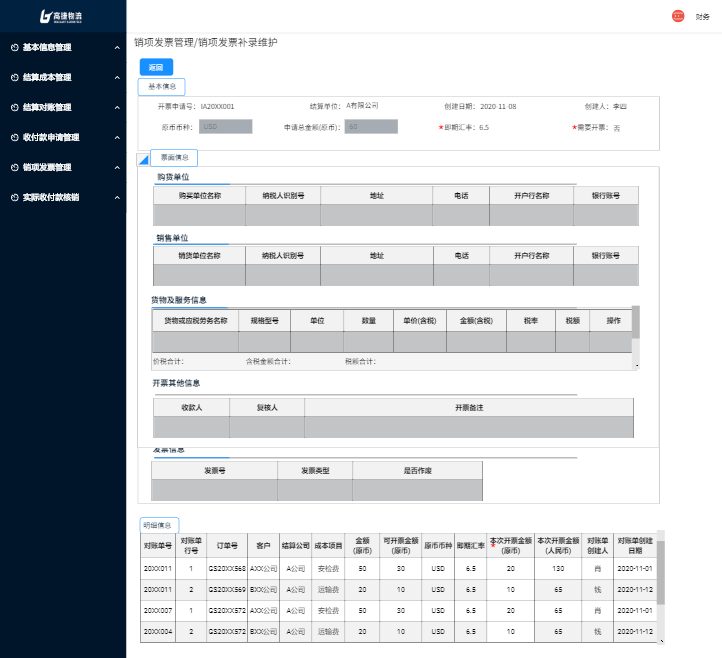 高捷物流
财务
基本信息管理
结算成本管理
结算对账管理
收付款申请管理
销项发票管理
实际收付款核销
销项发票管理/销项发票补录维护
返回
基本信息
开票申请号： IA20XX001 结算单位： A有限公司 创建日期： 2020-11-08 创建人： 李四
原币币种： USD 申请总金额(原币)： 60 *即期汇率： 6.5 *需要开票： 否
票面信息
购货单位
购买单位名称 纳税人识别号 地址 电话 开户行名称 银行账号
销售单位
销货单位名称 纳税人识别号 地址 电话 开户行名称 银行账号
货物及服务信息
货物或应税劳务名称 规格型号 单位 数量 单价(含税) 金额(含税) 税率 税额 操作
价税合计： 含税金额合计： 税额合计：
开票其他信息
收款人 复核人 开票备注
发票信息
发票号 发票类型 是否作废
明细信息
对账单号 对账单行号 订单号 客户 结算公司 成本项目 金额(原币) 可开票金额(原币) 原币币种 即期汇率 *本次开票金额(原币) 本次开票金额(人民币) 对账单创建人 对账单创建日期
20XX011 1 GS20XX568 AXX公司 A公司 安检费 50 30 USD 6.5 20 130 肖 2020-11-01
20XX011 2 GS20XX569 BXX公司 A公司 运输费 20 10 USD 6.5 10 65 钱 2020-11-12
20XX007 1 GS20XX572 AXX公司 A公司 安检费 50 30 USD 6.5 20 65 肖 2020-11-01
20XX004 2 GS20XX572 BXX公司 A公司 运输费 20 10 USD 6.5 10 65 钱 2020-11-12